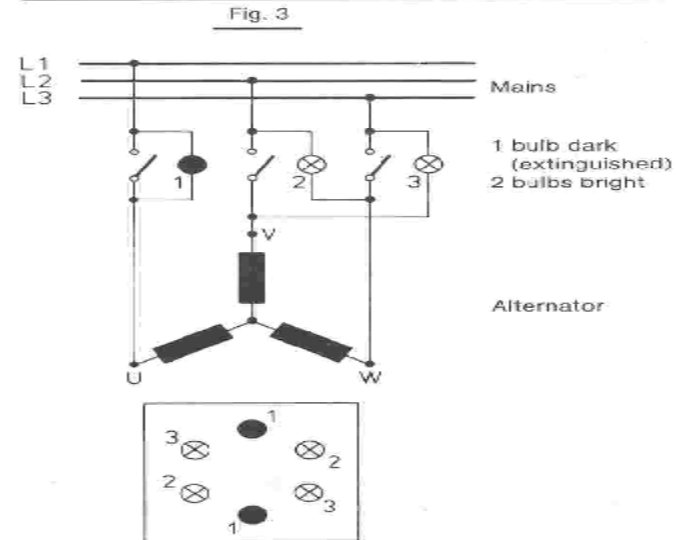 Fig. 3
L1
L2
L3
Mains
1 bulb dark
(extinguished)
2 bulbs bright
1
2
3
V
Alternator
U
W
1
3
2
2
3
1